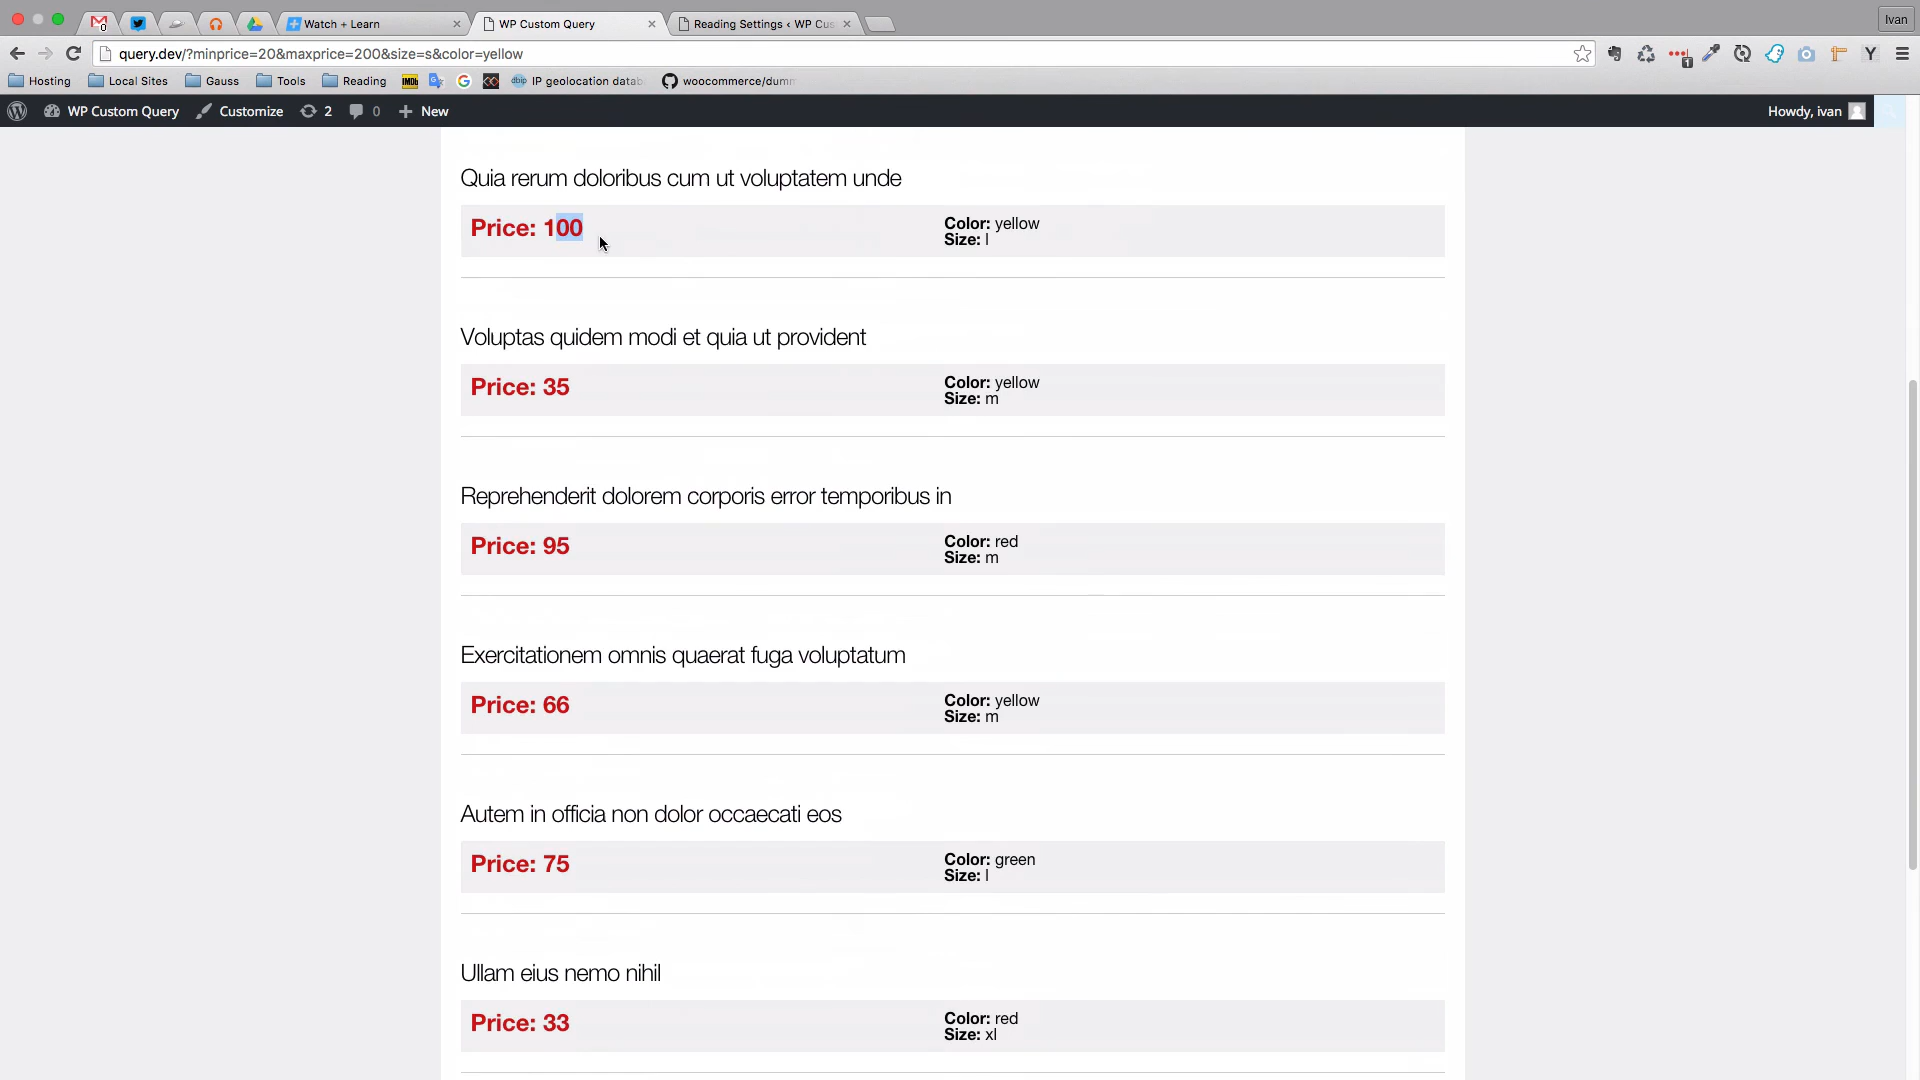 Watch + Learn
WP Custom Query
Reading Settings ‹ WP Cus
Ivan
query.dev/?minprice=20&maxprice=200&size=s&color=yellow
Hosting
Local Sites
Gauss
Tools
Reading
IP geolocation datab
woocommerce/dumm
WP Custom Query
Customize
2
0
New
Howdy, ivan
Quia rerum doloribus cum ut voluptatem unde
Price: 100
Color: yellow
Size: l
Voluptas quidem modi et quia ut provident
Price: 35
Color: yellow
Size: m
Reprehenderit dolorem corporis error temporibus in
Price: 95
Color: red
Size: m
Exercitationem omnis quaerat fuga voluptatum
Price: 66
Color: yellow
Size: m
Autem in officia non dolor occaecati eos
Price: 75
Color: green
Size: l
Ullam eius nemo nihil
Price: 33
Color: red
Size: xl